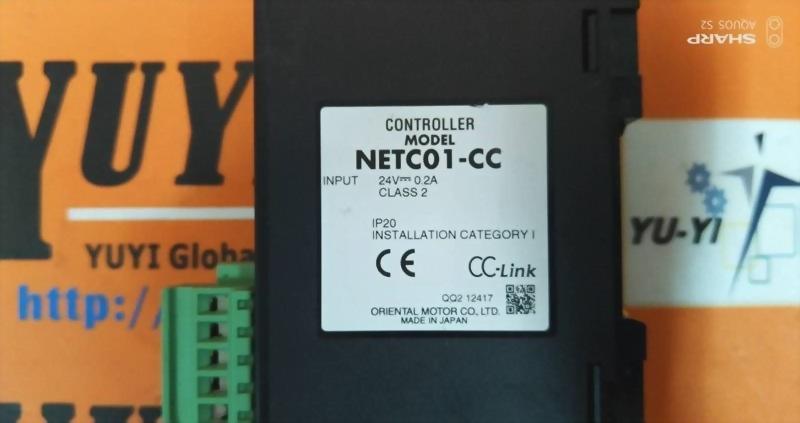 SHARP
AQUOS S2
YUYI
YUYI Globa
http:/
CONTROLLER
MODEL
NETC01-CC
INPUT 24V⎓ 0.2A
CLASS 2
IP20
INSTALLATION CATEGORY I
CE CC-Link
QQ2 12417
ORIENTAL MOTOR CO., LTD.
MADE IN JAPAN
YU-YI